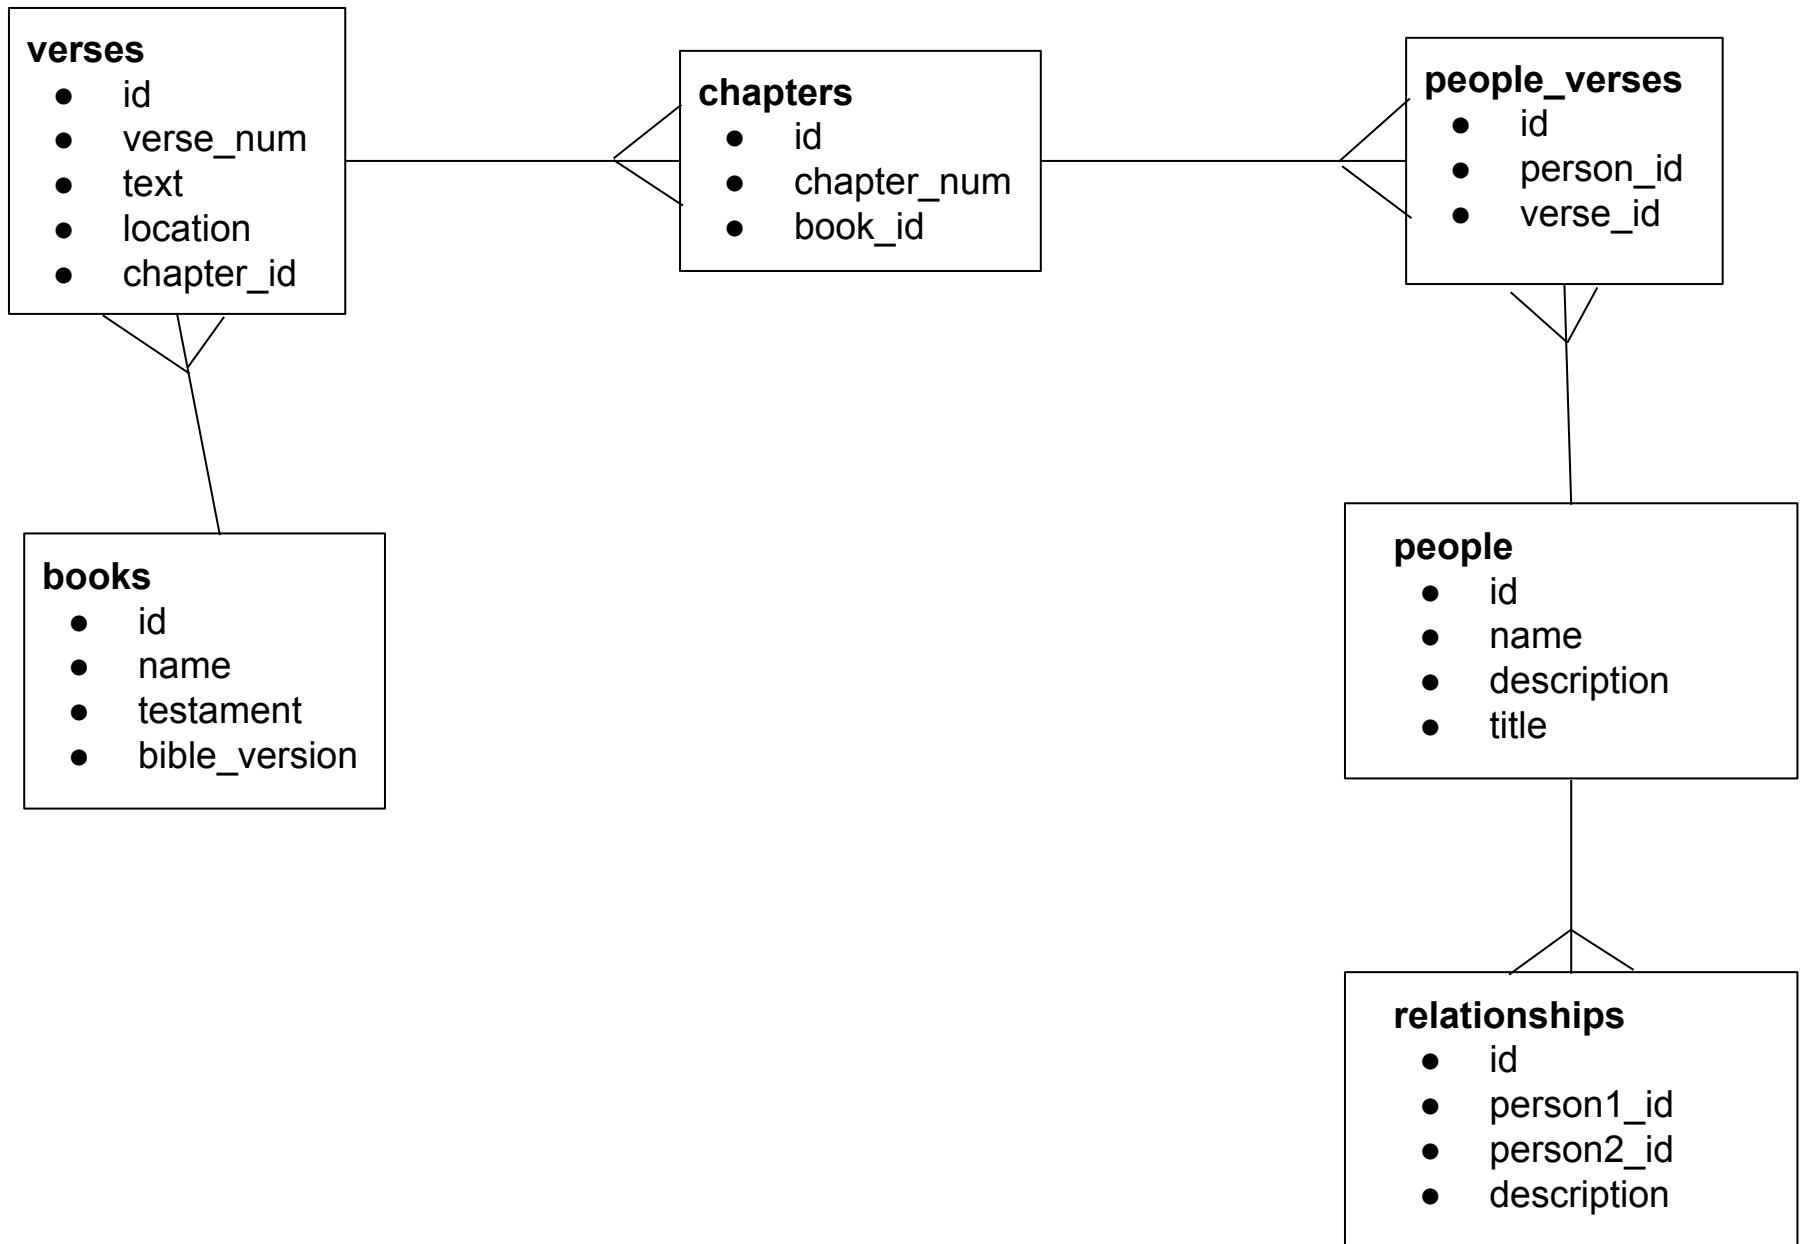 verses
● id
● verse_num
● text
● location
● chapter_id
chapters
● id
● chapter_num
● book_id
people_verses
● id
● person_id
● verse_id
books
● id
● name
● testament
● bible_version
people
● id
● name
● description
● title
relationships
● id
● person1_id
● person2_id
● description